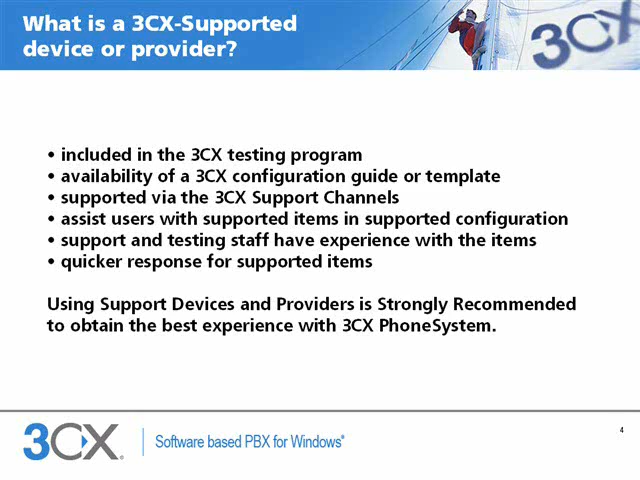 What is a 3CX-Supported
device or provider?
3CX
• included in the 3CX testing program
• availability of a 3CX configuration guide or template
• supported via the 3CX Support Channels
• assist users with supported items in supported configuration
• support and testing staff have experience with the items
• quicker response for supported items
Using Support Devices and Providers is Strongly Recommended
to obtain the best experience with 3CX PhoneSystem.
4
3CX®
Software based PBX for Windows®